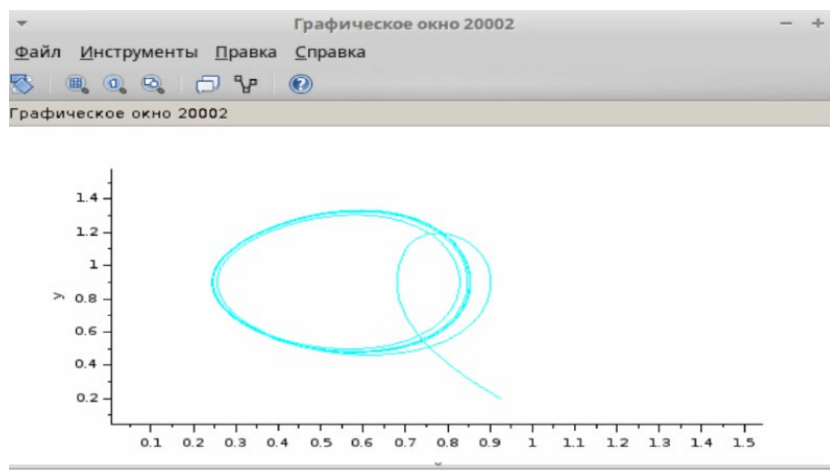 Графическое окно 20002
Файл Инструменты Правка Справка
Графическое окно 20002
1.4
1.2
1
y
0.8
0.6
0.4
0.2
0.1 0.2 0.3 0.4 0.5 0.6 0.7 0.8 0.9 1 1.1 1.2 1.3 1.4 1.5